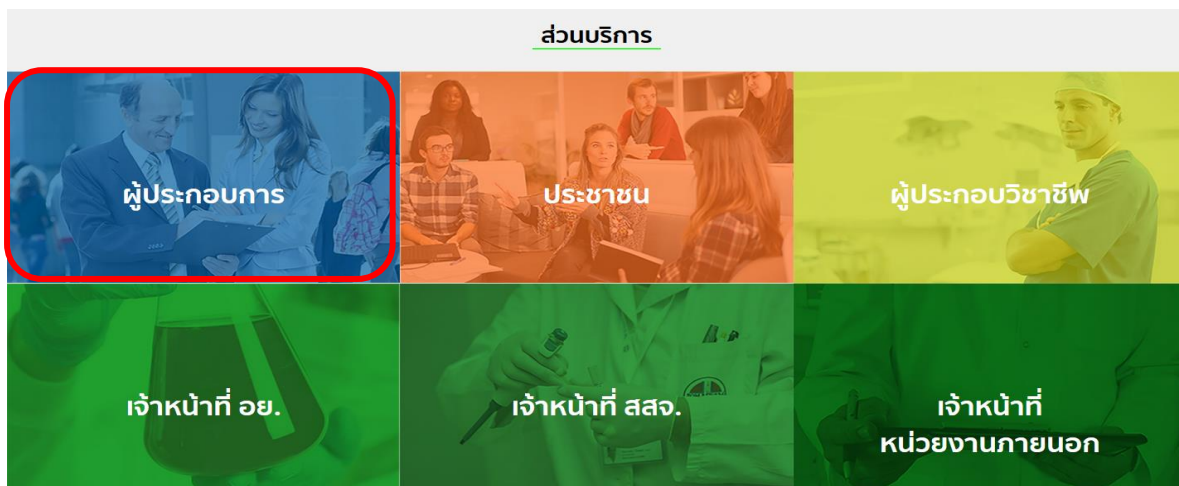 ส่วนบริการ
ผู้ประกอบการ
ประชาชน
ผู้ประกอบวิชาชีพ
เจ้าหน้าที่ อย.
เจ้าหน้าที่ สสจ.
เจ้าหน้าที่
หน่วยงานภายนอก